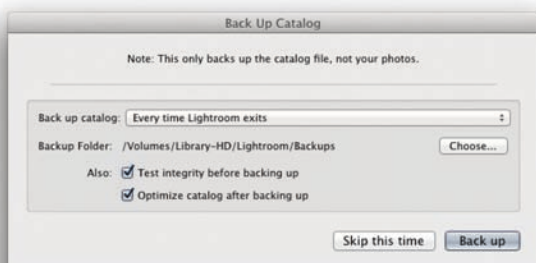 Back Up Catalog
Note: This only backs up the catalog file, not your photos.
Back up catalog: Every time Lightroom exits
Backup Folder: /Volumes/Library-HD/Lightroom/Backups Choose...
Also: Test integrity before backing up
Optimize catalog after backing up
Skip this time Back up